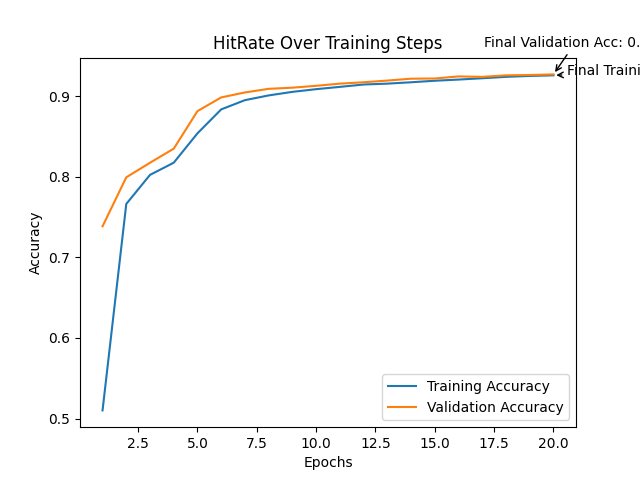 Final Validation Acc: 0.
HitRate Over Training Steps
Final Traini
0.9
0.8
0.7
0.6
0.5
Accuracy
Training Accuracy
Validation Accuracy
2.5 5.0 7.5 10.0 12.5 15.0 17.5 20.0
Epochs